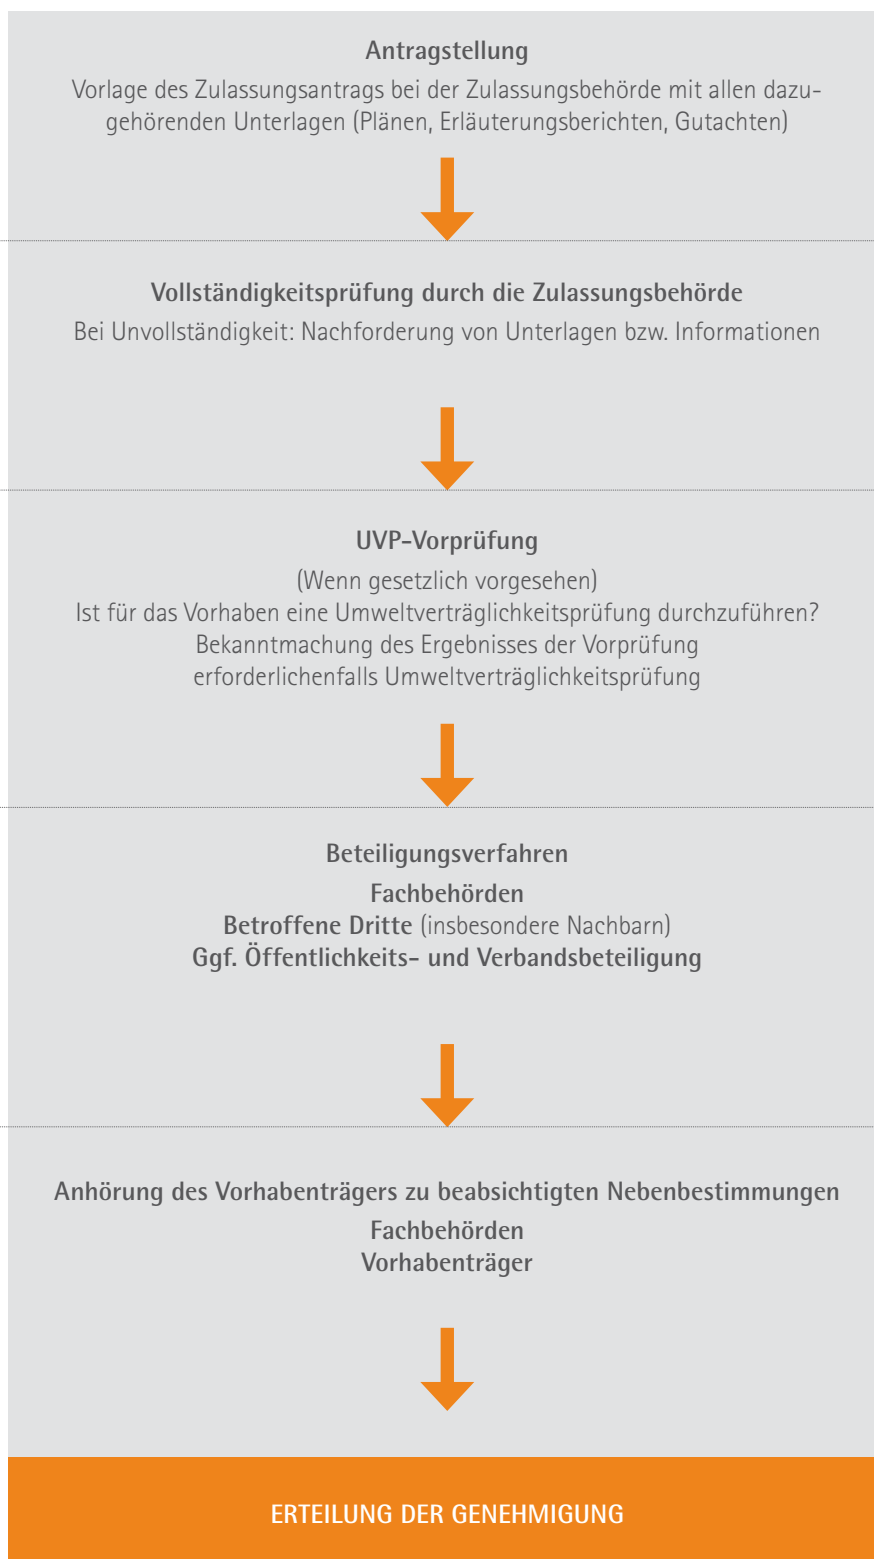 Antragstellung
Vorlage des Zulassungsantrags bei der Zulassungsbehörde mit allen dazu-
gehörenden Unterlagen (Plänen, Erläuterungsberichten, Gutachten)
Vollständigkeitsprüfung durch die Zulassungsbehörde
Bei Unvollständigkeit: Nachforderung von Unterlagen bzw. Informationen
UVP-Vorprüfung
(Wenn gesetzlich vorgesehen)
Ist für das Vorhaben eine Umweltverträglichkeitsprüfung durchzuführen?
Bekanntmachung des Ergebnisses der Vorprüfung
erforderlichenfalls Umweltverträglichkeitsprüfung
Beteiligungsverfahren
Fachbehörden
Betroffene Dritte (insbesondere Nachbarn)
Ggf. Öffentlichkeits- und Verbandsbeteiligung
Anhörung des Vorhabenträgers zu beabsichtigten Nebenbestimmungen
Fachbehörden
Vorhabenträger
ERTEILUNG DER GENEHMIGUNG